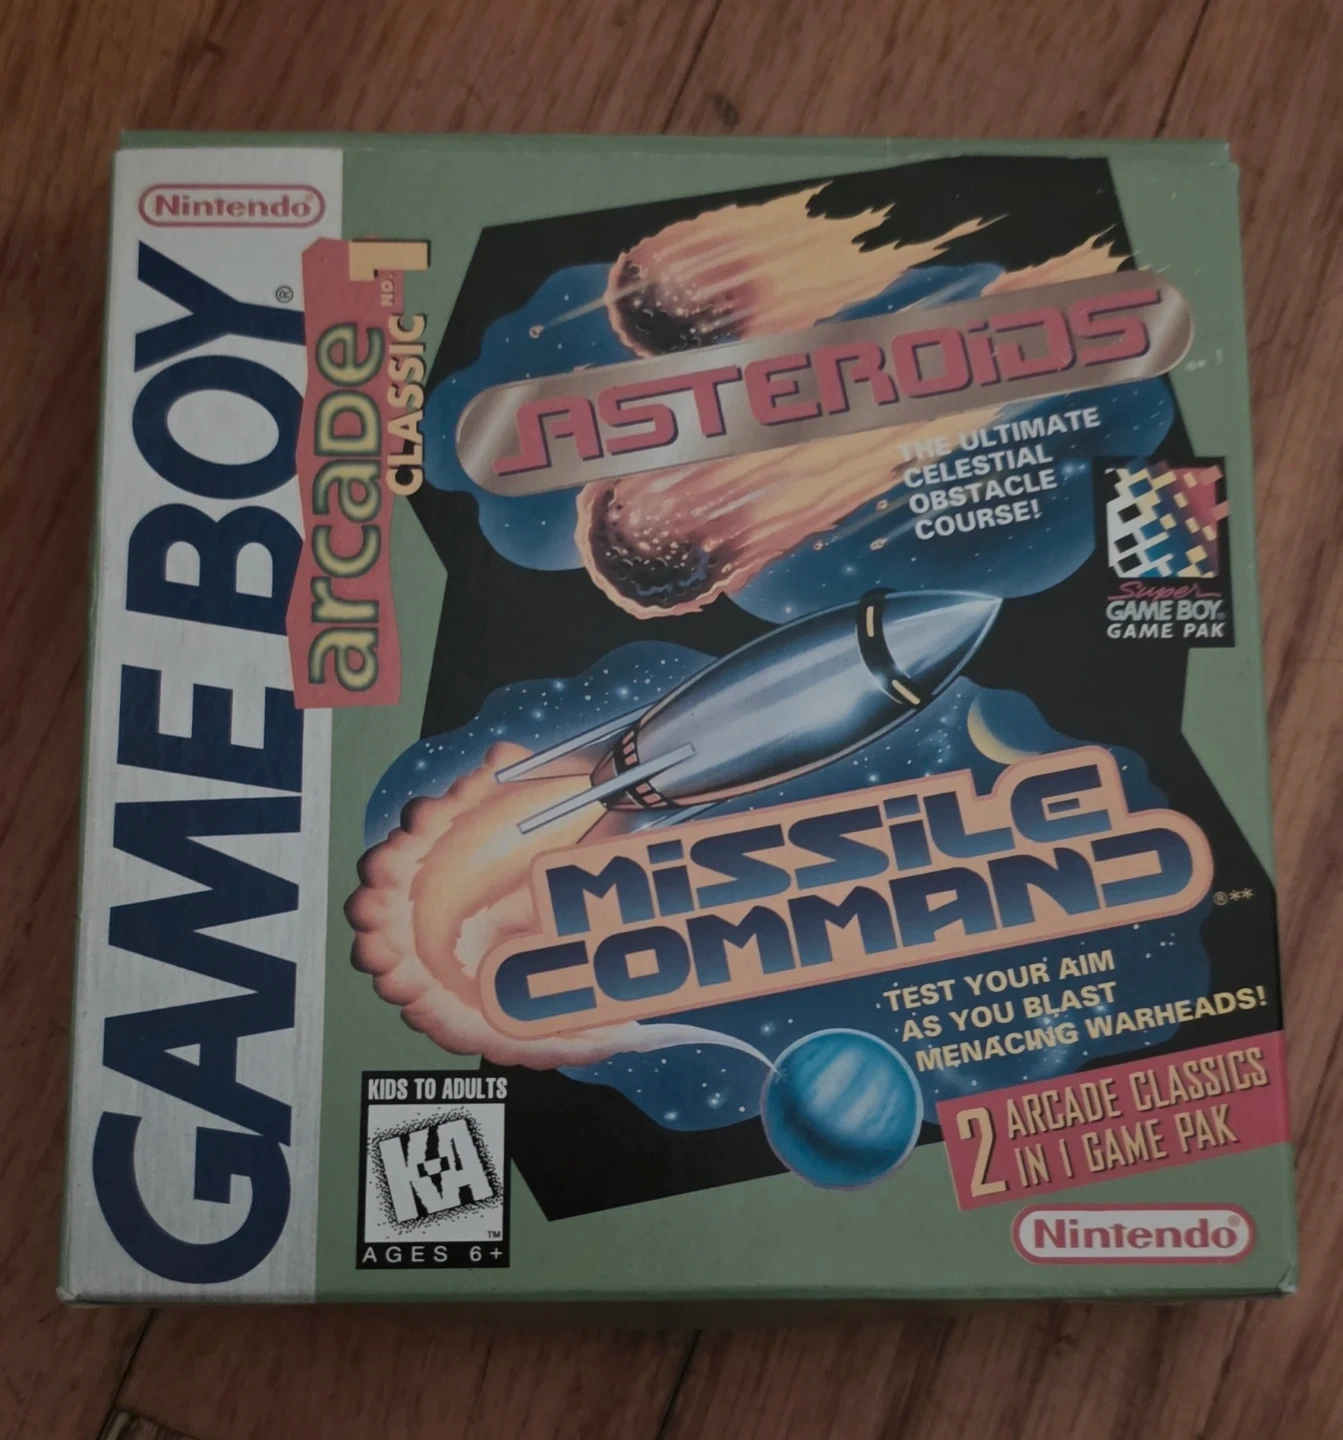 Nintendo®
GAME BOY®
arcade
CLASSIC NO. 1
ASTEROiDS
THE ULTIMATE
CELESTIAL
OBSTACLE
COURSE!
Super
GAME BOY®
GAME PAK
MiSSiLE
COMMAND
®**
TEST YOUR AIM
AS YOU BLAST
MENACING WARHEADS!
2 ARCADE CLASSICS
IN 1 GAME PAK
KIDS TO ADULTS
K-A
TM
AGES 6+
Nintendo®